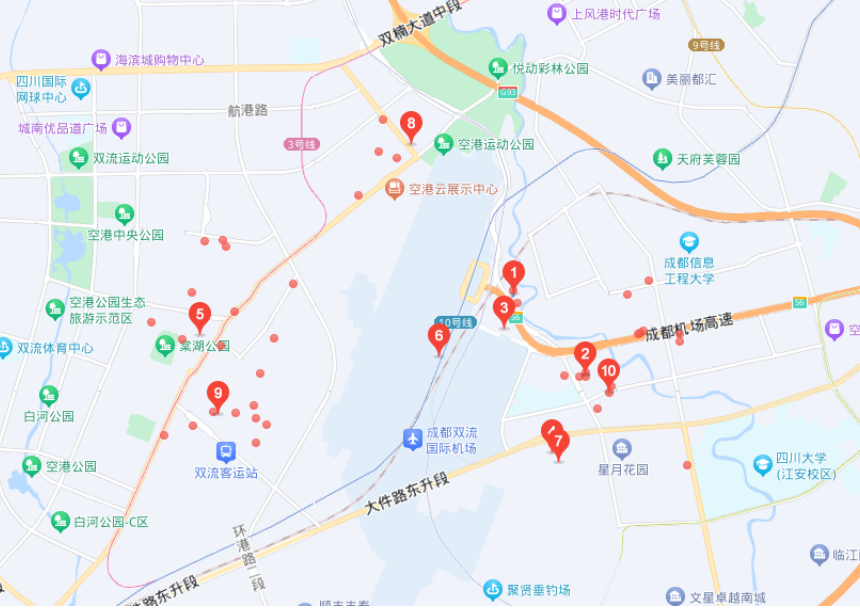 双楠大道中段
上风港时代广场
9号线
海滨城购物中心
悦动彩林公园
美丽都汇
四川国际
网球中心
G93
航港路
城南优品道广场
8
3号线
空港运动公园
双流运动公园
天府芙蓉园
空港云展示中心
空港中央公园
成都信息
工程大学
1
空港公园生态
旅游示范区
3
S6
S6
5
10号线
成都机场高速
空
6
棠湖公园
双流体育中心
2
10
白河公园
9
成都双流
国际机场
7
星月花园
四川大学
(江安校区)
空港公园
双流客运站
大件路东升段
白河公园-C区
环港路二段
临江
聚贤垂钓场
文星卓越南城
大件路东升段